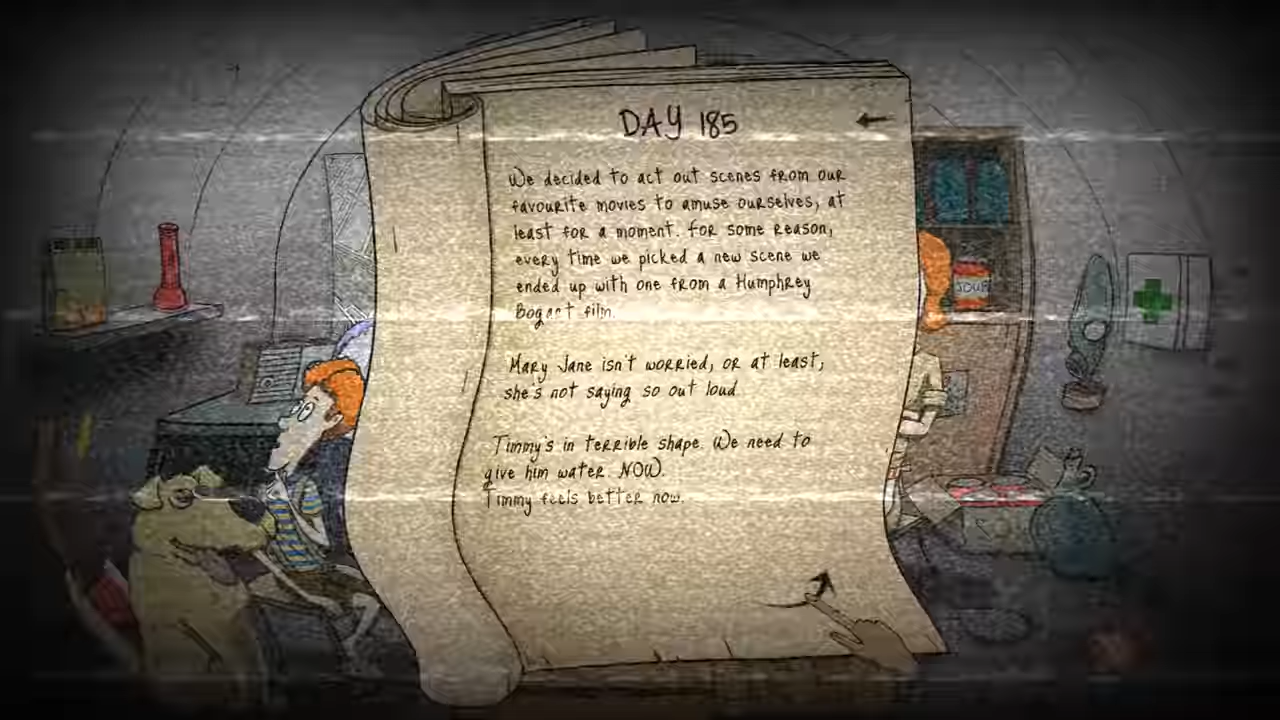 DAY 185
We decided to act out scenes from our
favourite movies to amuse ourselves, at
least for a moment. For some reason,
every time we picked a new scene we
ended up with one from a Humphrey
Bogart film.
Mary Jane isn't worried, or at least,
she's not saying so out loud.
Timmy's in terrible shape. We need to
give him water NOW.
Timmy feels better now.
SOUP